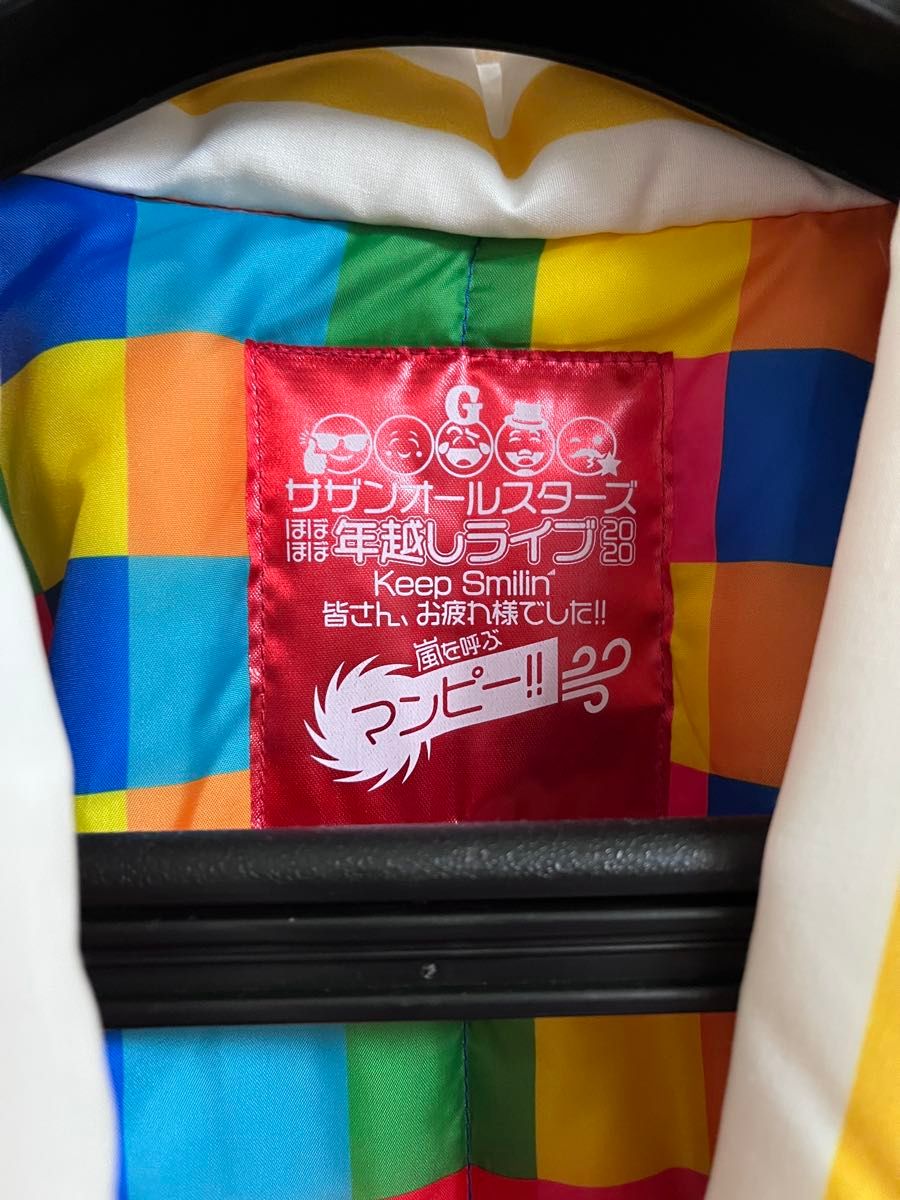 G
サザンオールスターズ
ほぼほぼ年越しライブ2020
Keep Smilin'
皆さん、お疲れ様でした!!
嵐を呼ぶ
マンピー!!